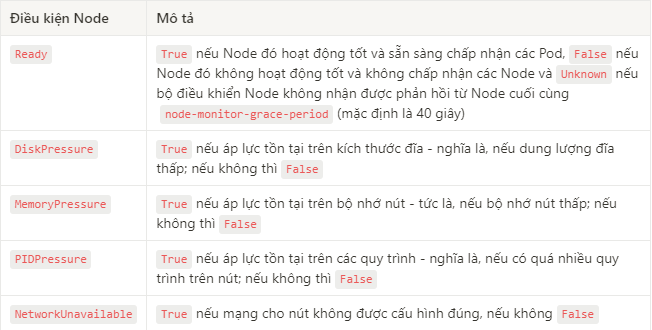 Điều kiện Node Mô tả
Ready True nếu Node đó hoạt động tốt và sẵn sàng chấp nhận các Pod, False nếu
Node đó không hoạt động tốt và không chấp nhận các Node và Unknown nếu
bộ điều khiển Node không nhận được phản hồi từ Node cuối cùng
node-monitor-grace-period (mặc định là 40 giây)
DiskPressure True nếu áp lực tồn tại trên kích thước đĩa - nghĩa là, nếu dung lượng đĩa
thấp; nếu không thì False
MemoryPressure True nếu áp lực tồn tại trên bộ nhớ nút - tức là, nếu bộ nhớ nút thấp; nếu
không thì False
PIDPressure True nếu áp lực tồn tại trên các quy trình - nghĩa là, nếu có quá nhiều quy
trình trên nút; nếu không thì False
NetworkUnavailable True nếu mạng cho nút không được cấu hình đúng, nếu không False